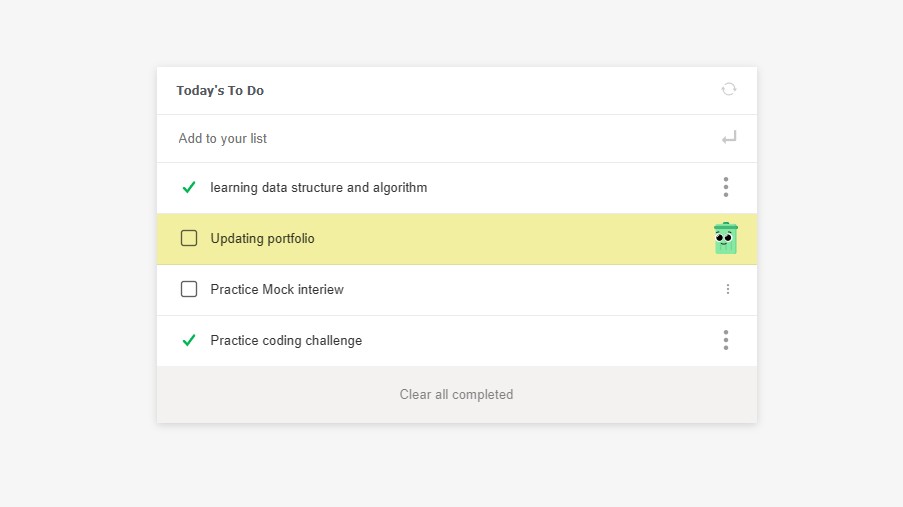 Today's To Do
Add to your list
learning data structure and algorithm
Updating portfolio
Practice Mock interiew
Practice coding challenge
Clear all completed